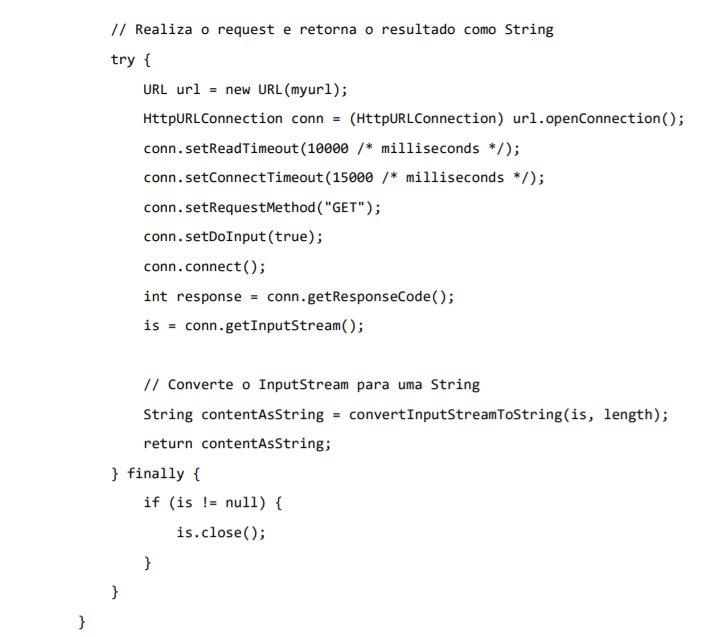 // Realiza o request e retorna o resultado como String
try {
URL url = new URL(myurl);
HttpURLConnection conn = (HttpURLConnection) url.openConnection();
conn.setReadTimeout(10000 /* milliseconds */);
conn.setConnectTimeout(15000 /* milliseconds */);
conn.setRequestMethod("GET");
conn.setDoInput(true);
conn.connect();
int response = conn.getResponseCode();
is = conn.getInputStream();
// Converte o InputStream para uma String
String contentAsString = convertInputStreamToString(is, length);
return contentAsString;
} finally {
if (is != null) {
is.close();
}
}
}